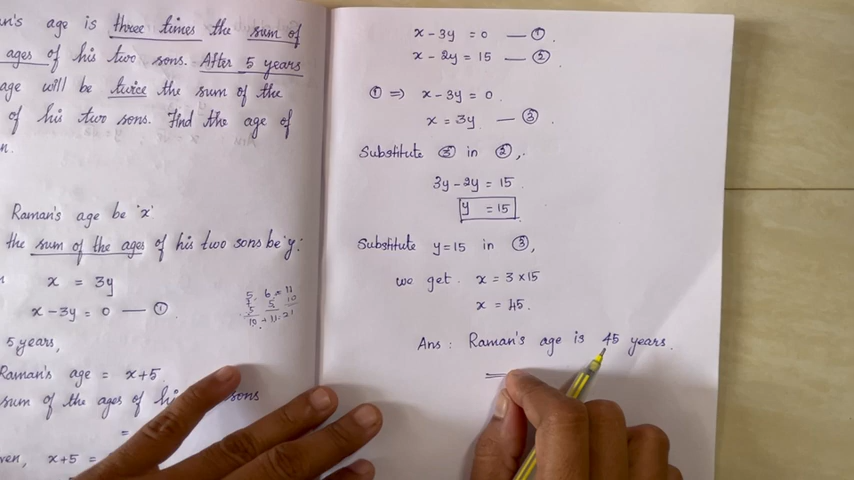 an's age is three times the sum of
ages of his two sons. After 5 years
age will be twice the sum of the
of his two sons. Find the age of
n.
Raman's age be 'x'
the sum of the ages of his two sons be 'y'.
x = 3y
x - 3y = 0 — ①
5 years,
Raman's age = x+5
sum of the ages of hi sons
=
ven, x+5 =
x - 3y = 0 — ①.
x - 2y = 15 — ②
① => x - 3y = 0.
x = 3y — ③.
Substitute ③ in ②,
3y - 2y = 15
y = 15
Substitute y=15 in ③,
we get. x = 3 × 15
x = 45.
Ans : Raman's age is 45 years.